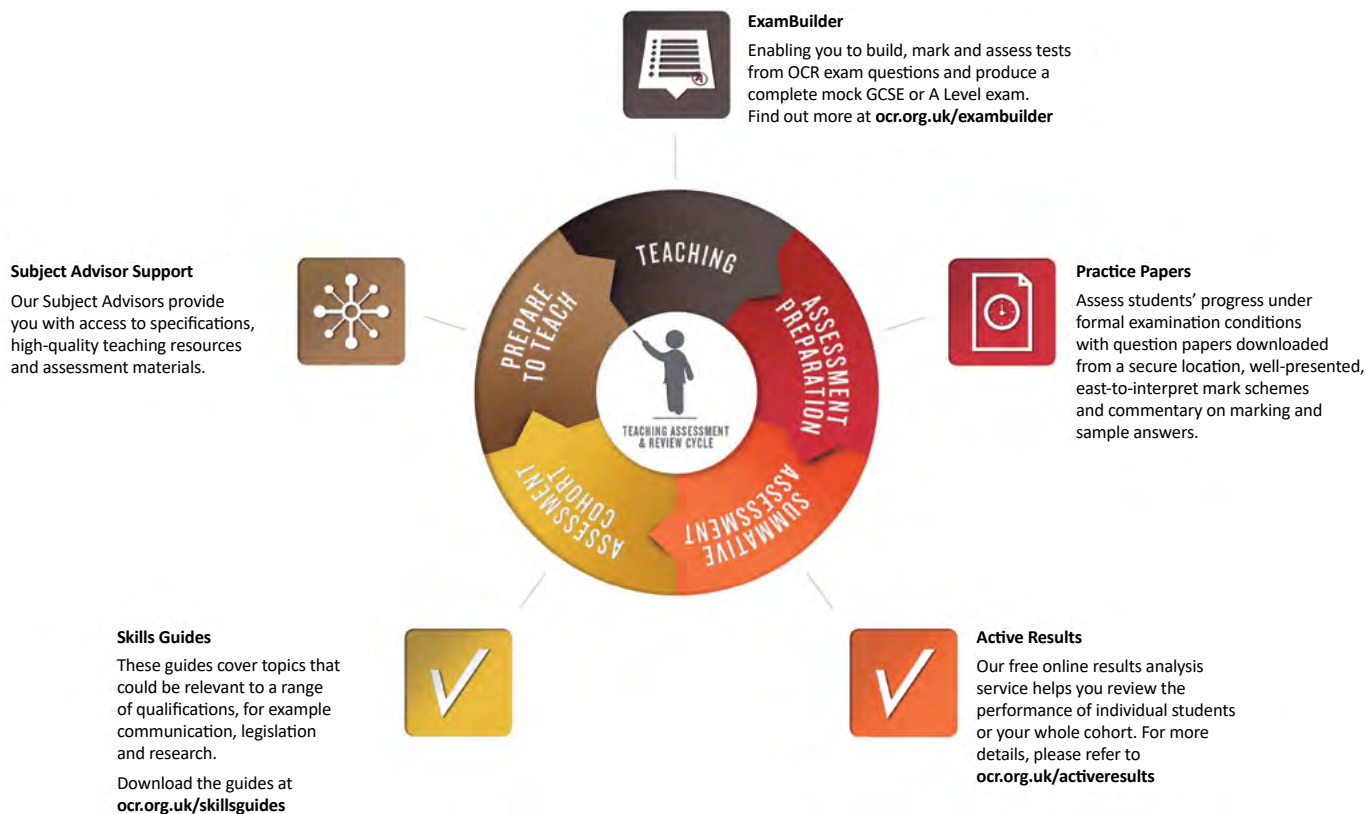 ExamBuilder
Enabling you to build, mark and assess tests
from OCR exam questions and produce a
complete mock GCSE or A Level exam.
Find out more at ocr.org.uk/exambuilder
Subject Advisor Support
Our Subject Advisors provide
you with access to specifications,
high-quality teaching resources
and assessment materials.
TEACHING
PREPARE
TO TEACH
ASSESSMENT
PREPARATION
TEACHING ASSESSMENT
& REVIEW CYCLE
ASSESSMENT
COHORT
SUMMATIVE
ASSESSMENT
Practice Papers
Assess students’ progress under
formal examination conditions
with question papers downloaded
from a secure location, well-presented,
east-to-interpret mark schemes
and commentary on marking and
sample answers.
Skills Guides
These guides cover topics that
could be relevant to a range
of qualifications, for example
communication, legislation
and research.
Download the guides at
ocr.org.uk/skillsguides
Active Results
Our free online results analysis
service helps you review the
performance of individual students
or your whole cohort. For more
details, please refer to
ocr.org.uk/activeresults